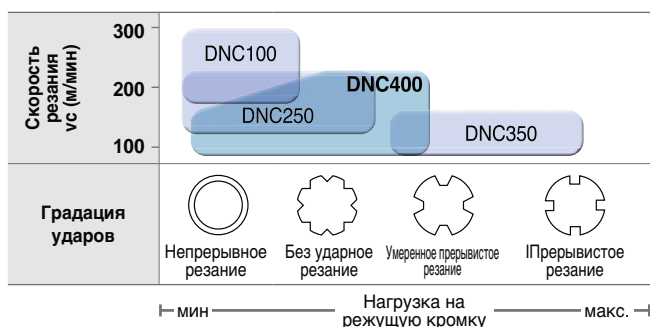 Скорость
резания
vc (м/мин)
300
200
100
DNC100
DNC400
DNC250
DNC350
Градация
ударов
Непрерывное
резание
Без ударное
резание
Умеренное прерывистое
резание
IПрерывистое
резание
мин
Нагрузка на
режущую кромку
макс.